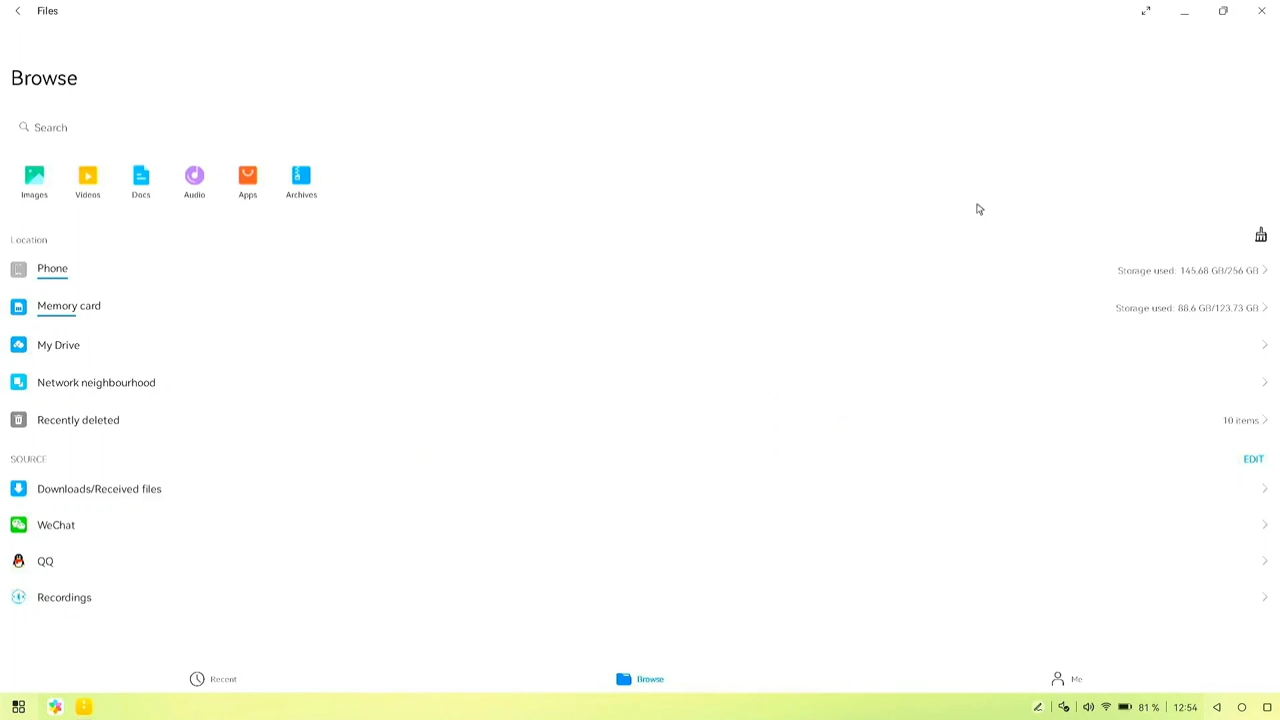 Files
Browse
Search
Images Videos Docs Audio Apps Archives
Location
Phone Storage used: 145.68 GB/256 GB
Memory card Storage used: 88.6 GB/123.73 GB
My Drive
Network neighbourhood
Recently deleted 10 items
SOURCE EDIT
Downloads/Received files
WeChat
QQ
Recordings
Recent Browse Me
81 % 12:54